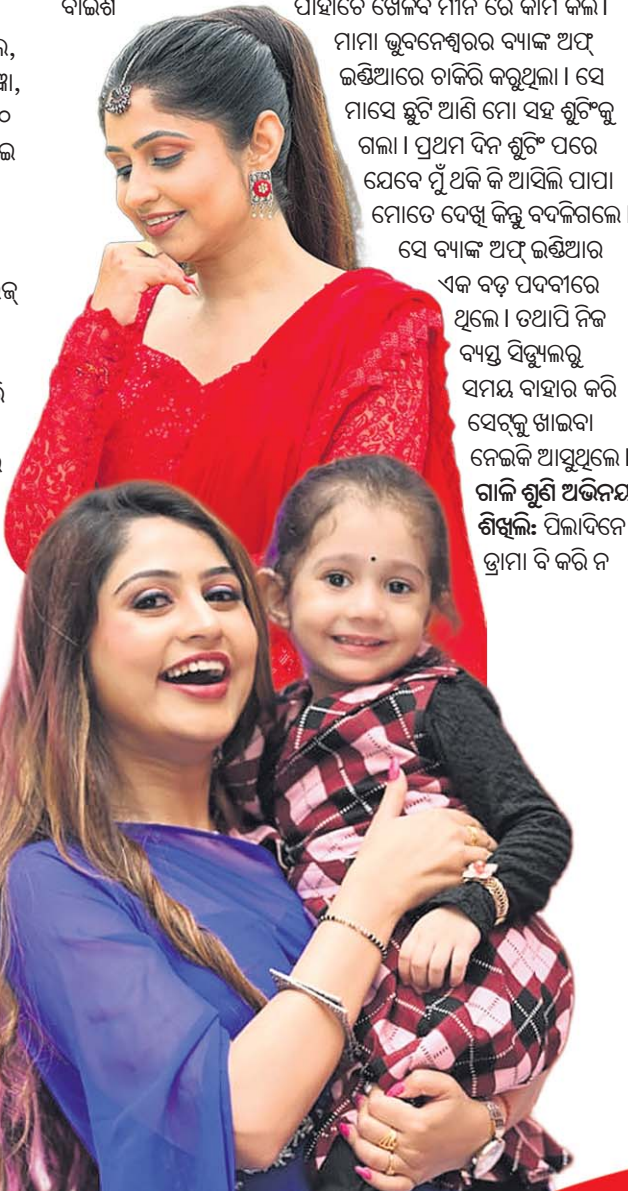 ବାଇଶି
ମାମା ଭୁବନେଶ୍ୱରର ବ୍ୟାଙ୍କ ଅଫ୍
ଇଣ୍ଡିଆରେ ଚାକିରି କରୁଥିଲା । ସେ
ମାସେ ଛୁଟି ଆଣି ମୋ ସହ ଶୁଟିଂକୁ
ଗଲା । ପ୍ରଥମ ଦିନ ଶୁଟିଂ ପରେ
ଯେବେ ମୁଁ ଥକି କି ଆସିଲି ପାପା
ମୋତେ ଦେଖି କିନ୍ତୁ ବଦଳିଗଲେ ।
ସେ ବ୍ୟାଙ୍କ ଅଫ୍ ଇଣ୍ଡିଆର
ଏକ ବଡ଼ ପଦବୀରେ
ଥିଲେ । ତଥାପି ନିଜ
ବ୍ୟସ୍ତ ସିଡ୍ୟୁଲରୁ
ସମୟ ବାହାର କରି
ସେଟ୍‌କୁ ଖାଇବା
ନେଇକି ଆସୁଥିଲେ ।
ଗାଳି ଶୁଣି ଅଭିନୟ
ଶିଖିଲି: ପିଲାଦିନେ
ଡ୍ରାମା ବି କରି ନ